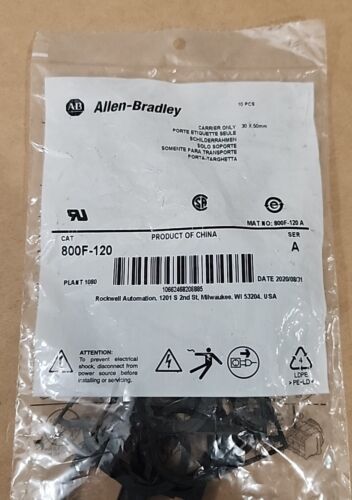 AB Allen-Bradley
10 PCS
CARRIER ONLY 30 X 50mm
PORTE ETIQUETTE SEULE
SCHILDERRAHMEN
SOLO SOPORTE
SOMENTE PARA TRANSPORTE
PORTA-TARGHETTA
MAT NO: 800F-120 A
CAT
PRODUCT OF CHINA
SER
800F-120
A
PLANT 1080
10662468208885
DATE 2020/08/31
Rockwell Automation, 1201 S 2nd St, Milwaukee, WI 53204, USA
ATTENTION:
To prevent electrical
shock, disconnect from
power source before
installing or servicing.
4
LDPE
>PE-LD<